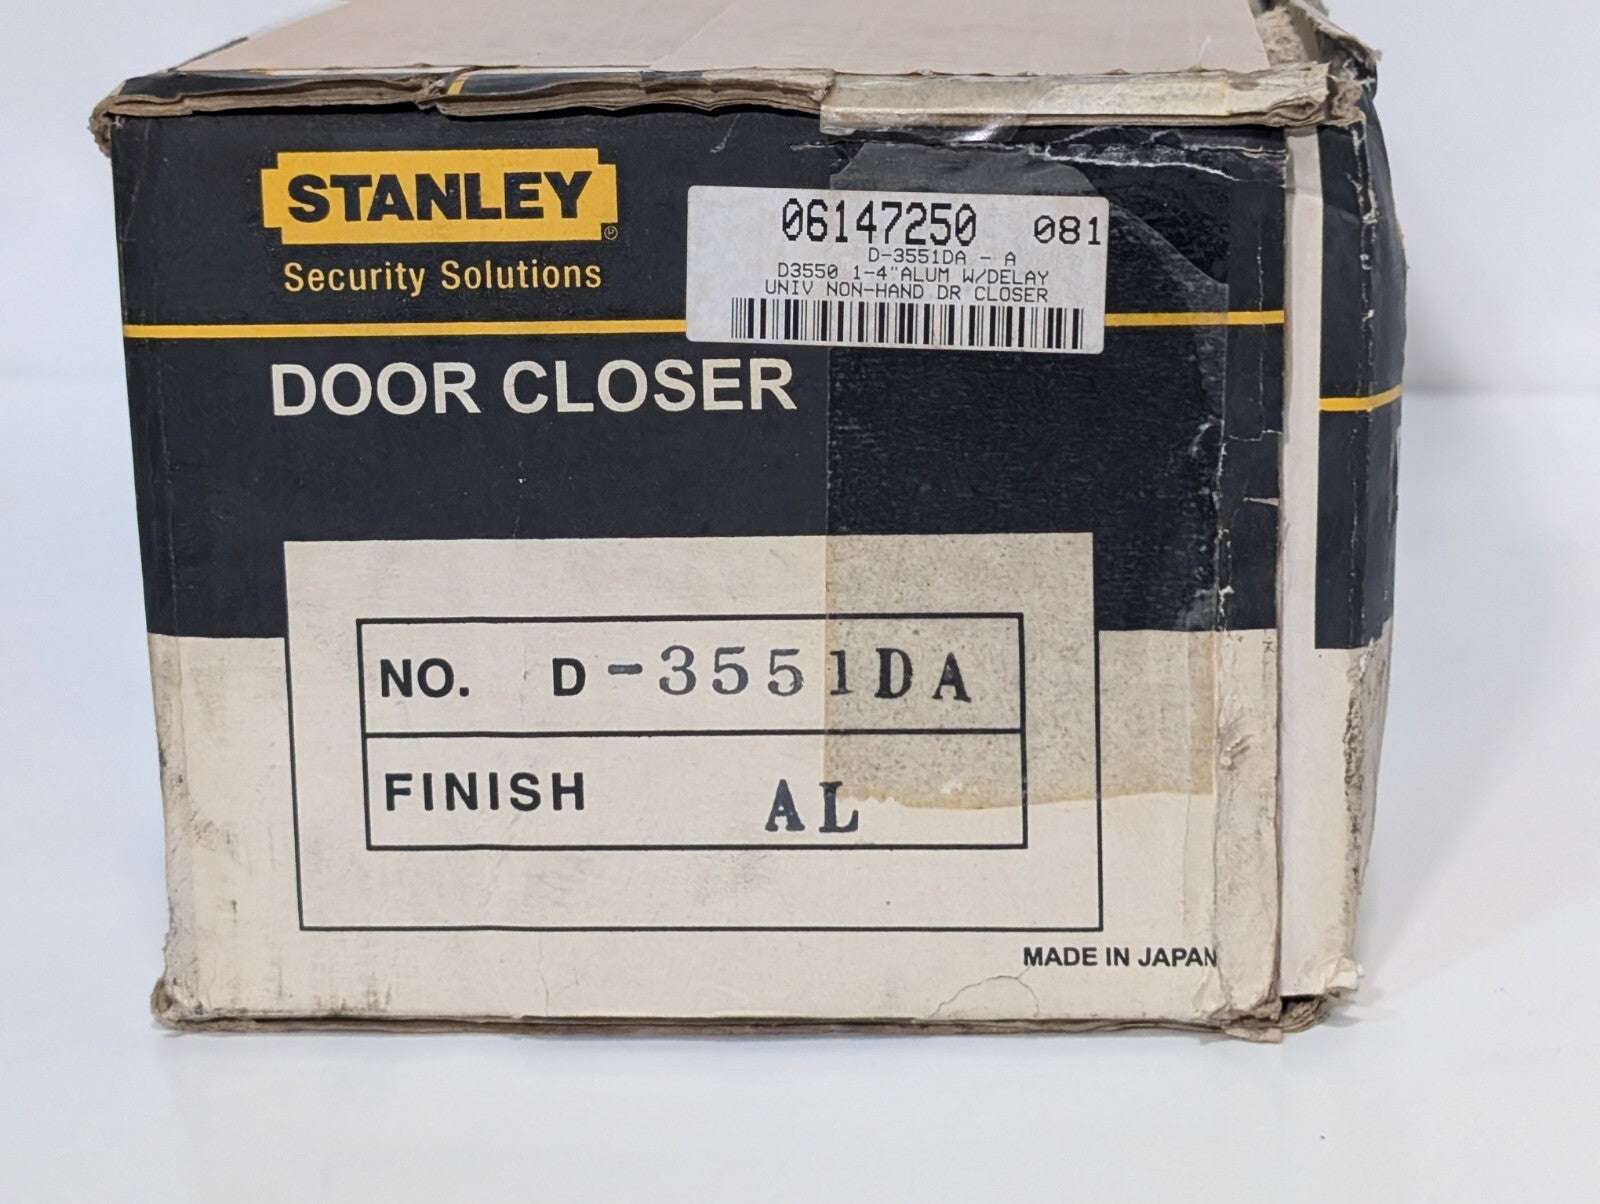 STANLEY
Security Solutions
06147250 081
D-3551DA - A
D3550 1-4"ALUM W/DELAY
UNIV NON-HAND DR CLOSER
DOOR CLOSER
NO. D-3551DA
FINISH AL
MADE IN JAPAN